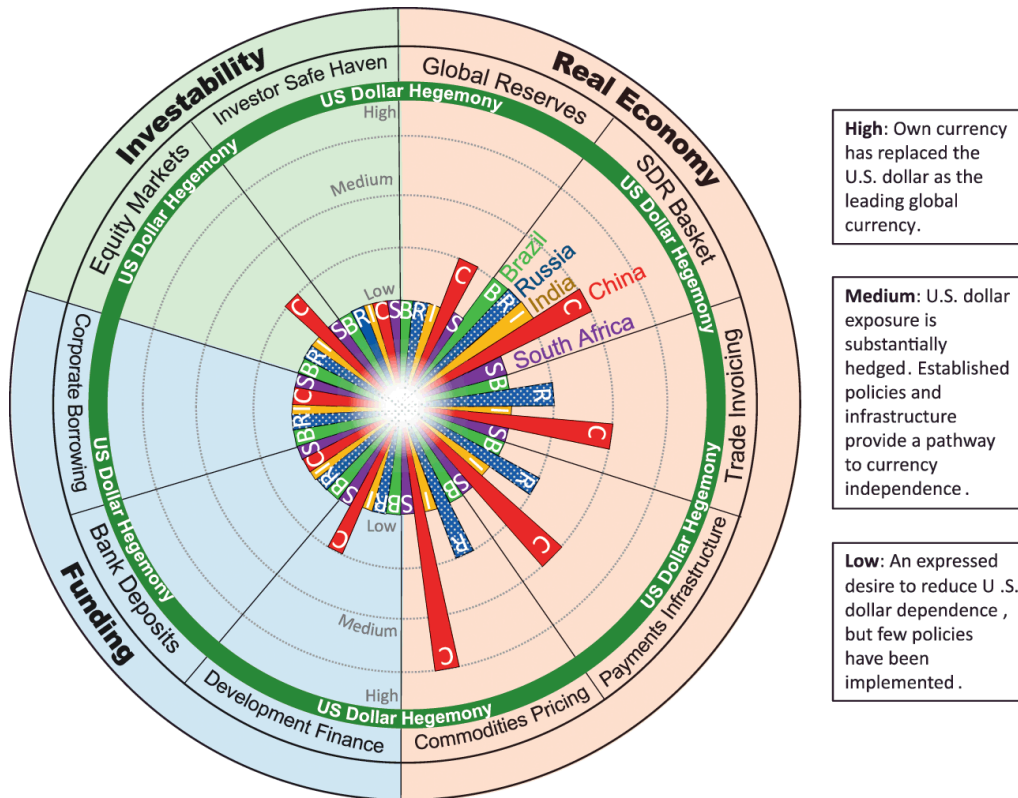 Investability
Real Economy
Funding
Investor Safe Haven
Global Reserves
SDR Basket
Trade Invoicing
Payments Infrastructure
Commodities Pricing
Development Finance
Bank Deposits
Corporate Borrowing
Equity Markets
US Dollar Hegemony
US Dollar Hegemony
US Dollar Hegemony
US Dollar Hegemony
US Dollar Hegemony
US Dollar Hegemony
US Dollar Hegemony
High
Medium
Low
Low
Medium
High
Brazil
Russia
India
China
South Africa
B R I C S
B R I C S
B R I C S
B R I C S
B R I C S
B R I C S
B R I C S
B R I C S
B R I C S
B R I C S
High: Own currency
has replaced the
U.S. dollar as the
leading global
currency.
Medium: U.S. dollar
exposure is
substantially
hedged. Established
policies and
infrastructure
provide a pathway
to currency
independence .
Low: An expressed
desire to reduce U .S.
dollar dependence ,
but few policies
have been
implemented .